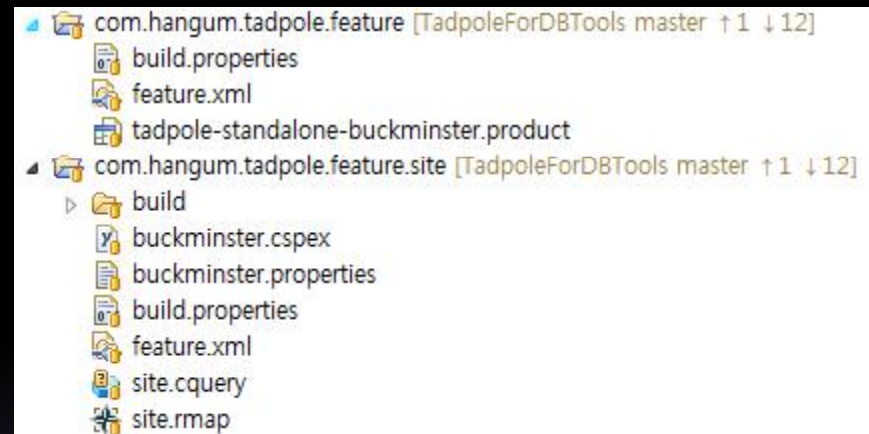 com.hangum.tadpole.feature [TadpoleForDBTools master ↑1 ↓12]
build.properties
feature.xml
tadpole-standalone-buckminster.product
com.hangum.tadpole.feature.site [TadpoleForDBTools master ↑1 ↓12]
build
buckminster.cspex
buckminster.properties
build.properties
feature.xml
site.cquery
site.rmap